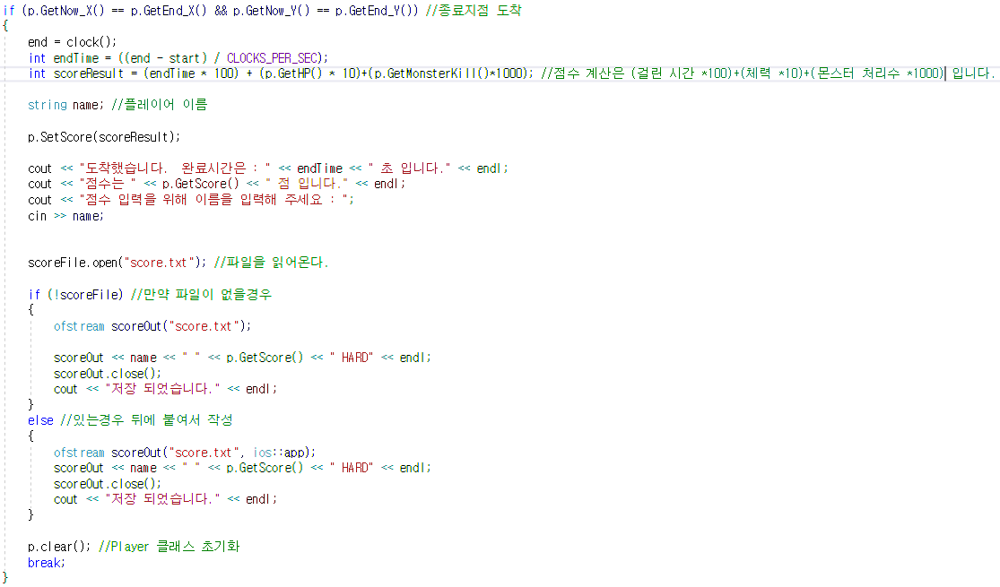 if (p.GetNow_X() == p.GetEnd_X() && p.GetNow_Y() == p.GetEnd_Y()) //종료지점 도착
{
end = clock();
int endTime = ((end - start) / CLOCKS_PER_SEC);
int scoreResult = (endTime * 100) + (p.GetHP() * 10)+(p.GetMonsterKill()*1000); //점수 계산은 (걸린 시간 *100)+(체력 *10)+(몬스터 처리수 *1000) 입니다.
string name; //플레이어 이름
p.SetScore(scoreResult);
cout << "도착했습니다.  완료시간은 : " << endTime << " 초 입니다." << endl;
cout << "점수는 " << p.GetScore() << " 점 입니다." << endl;
cout << "점수 입력을 위해 이름을 입력해 주세요 : ";
cin >> name;
scoreFile.open("score.txt"); //파일을 읽어온다.
if (!scoreFile) //만약 파일이 없을경우
{
ofstream scoreOut("score.txt");
scoreOut << name << " " << p.GetScore() << " HARD" << endl;
scoreOut.close();
cout << "저장 되었습니다." << endl;
}
else //있는경우 뒤에 붙여서 작성
{
ofstream scoreOut("score.txt", ios::app);
scoreOut << name << " " << p.GetScore() << " HARD" << endl;
scoreOut.close();
cout << "저장 되었습니다." << endl;
}
p.clear(); //Player 클래스 초기화
break;
}